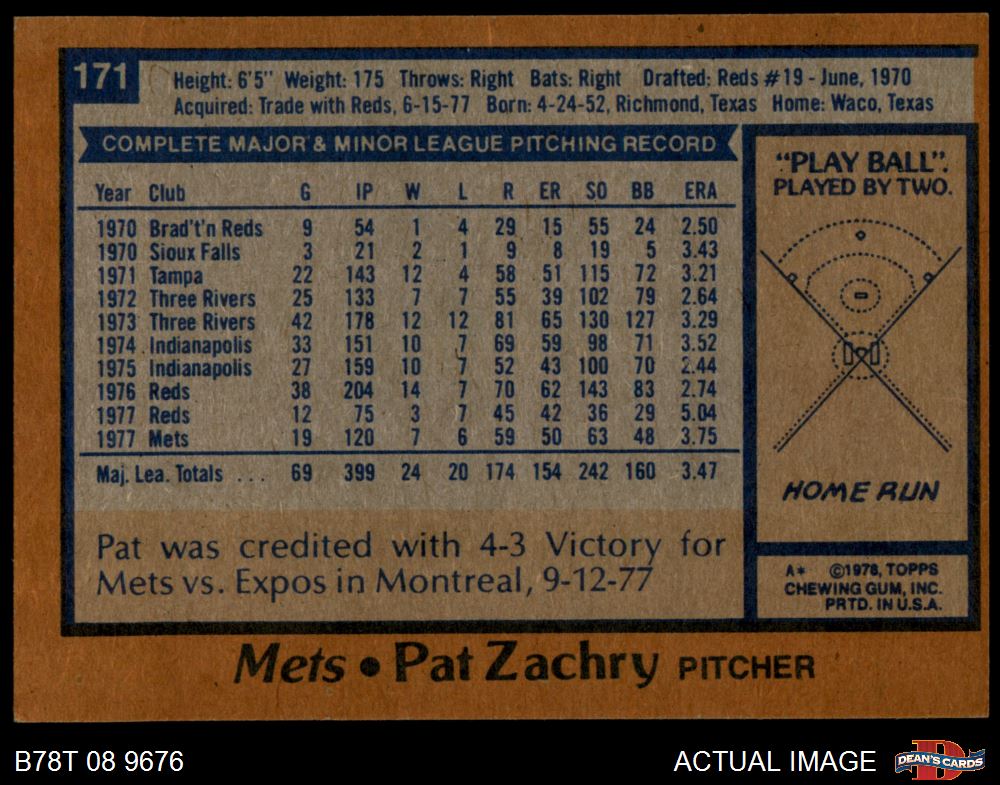 171
Height: 6'5" Weight: 175 Throws: Right Bats: Right Drafted: Reds #19 - June, 1970
Acquired: Trade with Reds, 6-15-77 Born: 4-24-52, Richmond, Texas Home: Waco, Texas
COMPLETE MAJOR & MINOR LEAGUE PITCHING RECORD
Year Club G IP W L R ER SO BB ERA
1970 Brad't'n Reds 9 54 1 4 29 15 55 24 2.50
1970 Sioux Falls 3 21 2 1 9 8 19 5 3.43
1971 Tampa 22 143 12 4 58 51 115 72 3.21
1972 Three Rivers 25 133 7 7 55 39 102 79 2.64
1973 Three Rivers 42 178 12 12 81 65 130 127 3.29
1974 Indianapolis 33 151 10 7 69 59 98 71 3.52
1975 Indianapolis 27 159 10 7 52 43 100 70 2.44
1976 Reds 38 204 14 7 70 62 143 83 2.74
1977 Reds 12 75 3 7 45 42 36 29 5.04
1977 Mets 19 120 7 6 59 50 63 48 3.75
Maj. Lea. Totals ... 69 399 24 20 174 154 242 160 3.47
Pat was credited with 4-3 Victory for
Mets vs. Expos in Montreal, 9-12-77
"PLAY BALL".
PLAYED BY TWO.
HOME RUN
A* ©1978, TOPPS
CHEWING GUM, INC.
PRTD. IN U.S.A.
Mets • Pat Zachry PITCHER
B78T 08 9676
ACTUAL IMAGE
D
DEAN'S CARDS